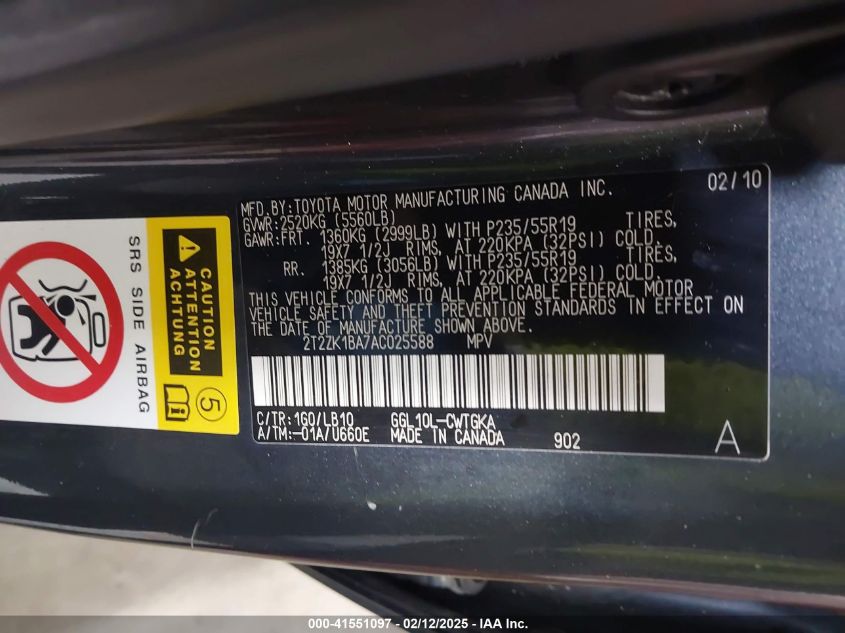 MFD.BY:TOYOTA MOTOR MANUFACTURING CANADA INC. 02/10
GVWR:2520KG (5560LB)
GAWR:FRT. 1360KG (2999LB) WITH P235/55R19 TIRES,
19X7 1/2J RIMS, AT 220KPA (32PSI) COLD.
RR. 1385KG (3056LB) WITH P235/55R19 TIRES,
19X7 1/2J RIMS, AT 220KPA (32PSI) COLD.
THIS VEHICLE CONFORMS TO ALL APPLICABLE FEDERAL MOTOR
VEHICLE SAFETY AND THEFT PREVENTION STANDARDS IN EFFECT ON
THE DATE OF MANUFACTURE SHOWN ABOVE.
2T2ZK1BA7AC025588 MPV
C/TR:1G0/LB10 GGL10L-CWTGKA
A/TM:-01A/U660E MADE IN CANADA 902
A
SRS SIDE AIRBAG
CAUTION
ATTENTION
ACHTUNG
5
000-41551097 - 02/12/2025 - IAA Inc.